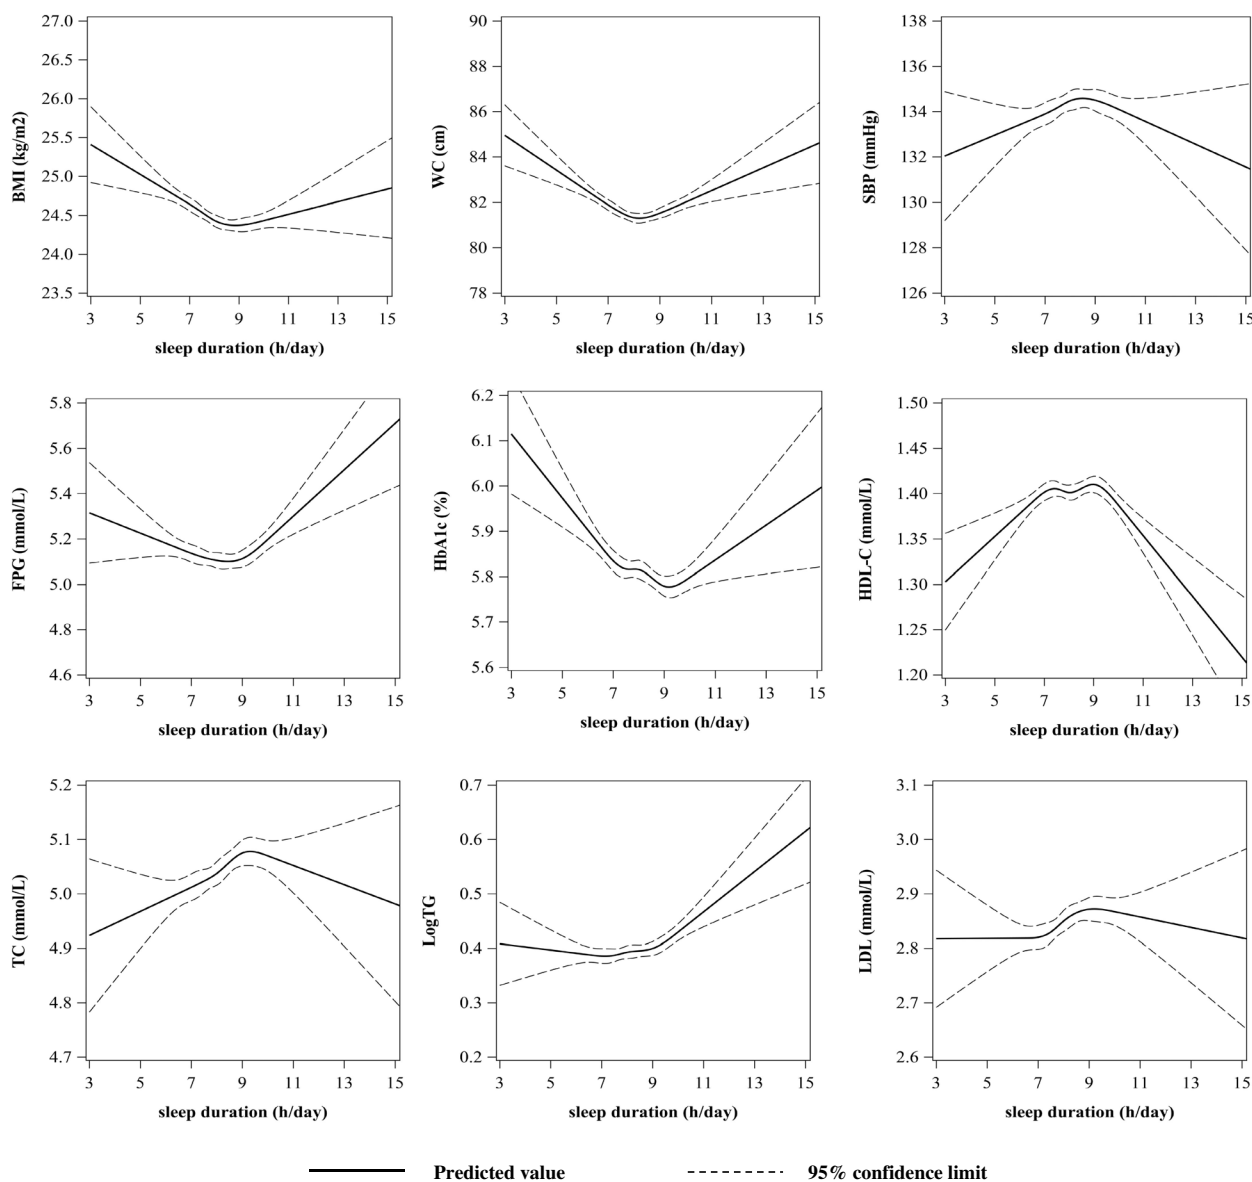 27.0
26.5
26.0
25.5
25.0
24.5
24.0
23.5
BMI (kg/m2)
3 5 7 9 11 13 15
sleep duration (h/day)
90
88
86
84
82
80
78
WC (cm)
3 5 7 9 11 13 15
sleep duration (h/day)
138
136
134
132
130
128
126
SBP (mmHg)
3 5 7 9 11 13 15
sleep duration (h/day)
5.8
5.6
5.4
5.2
5.0
4.8
4.6
FPG (mmol/L)
3 5 7 9 11 13 15
sleep duration (h/day)
6.2
6.1
6.0
5.9
5.8
5.7
5.6
HbA1c (%)
3 5 7 9 11 13 15
sleep duration (h/day)
1.50
1.45
1.40
1.35
1.30
1.25
1.20
HDL-C (mmol/L)
3 5 7 9 11 13 15
sleep duration (h/day)
5.2
5.1
5.0
4.9
4.8
4.7
TC (mmol/L)
3 5 7 9 11 13 15
sleep duration (h/day)
0.7
0.6
0.5
0.4
0.3
0.2
LogTG
3 5 7 9 11 13 15
sleep duration (h/day)
3.1
3.0
2.9
2.8
2.7
2.6
LDL (mmol/L)
3 5 7 9 11 13 15
sleep duration (h/day)
Predicted value 95% confidence limit